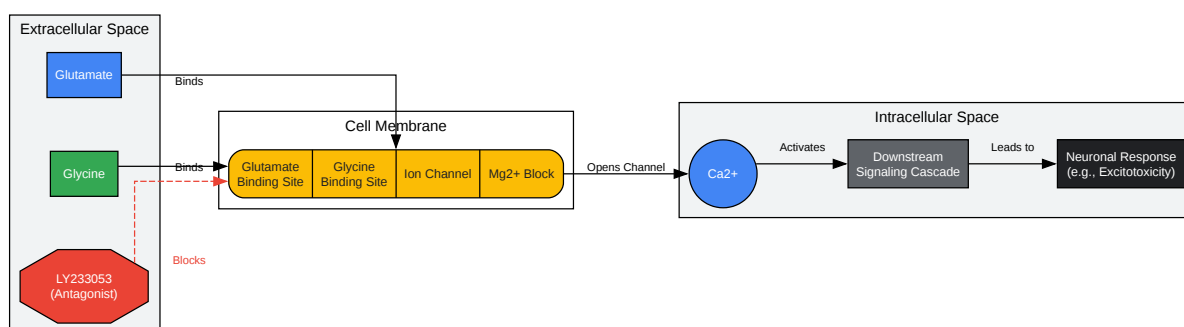 Extracellular Space
Glutamate
Binds
Glycine
Binds
LY233053
(Antagonist)
Blocks
Cell Membrane
Glutamate
Binding Site
Glycine
Binding Site
Ion Channel
Mg2+ Block
Opens Channel
Intracellular Space
Ca2+
Activates
Downstream
Signaling Cascade
Leads to
Neuronal Response
(e.g., Excitotoxicity)